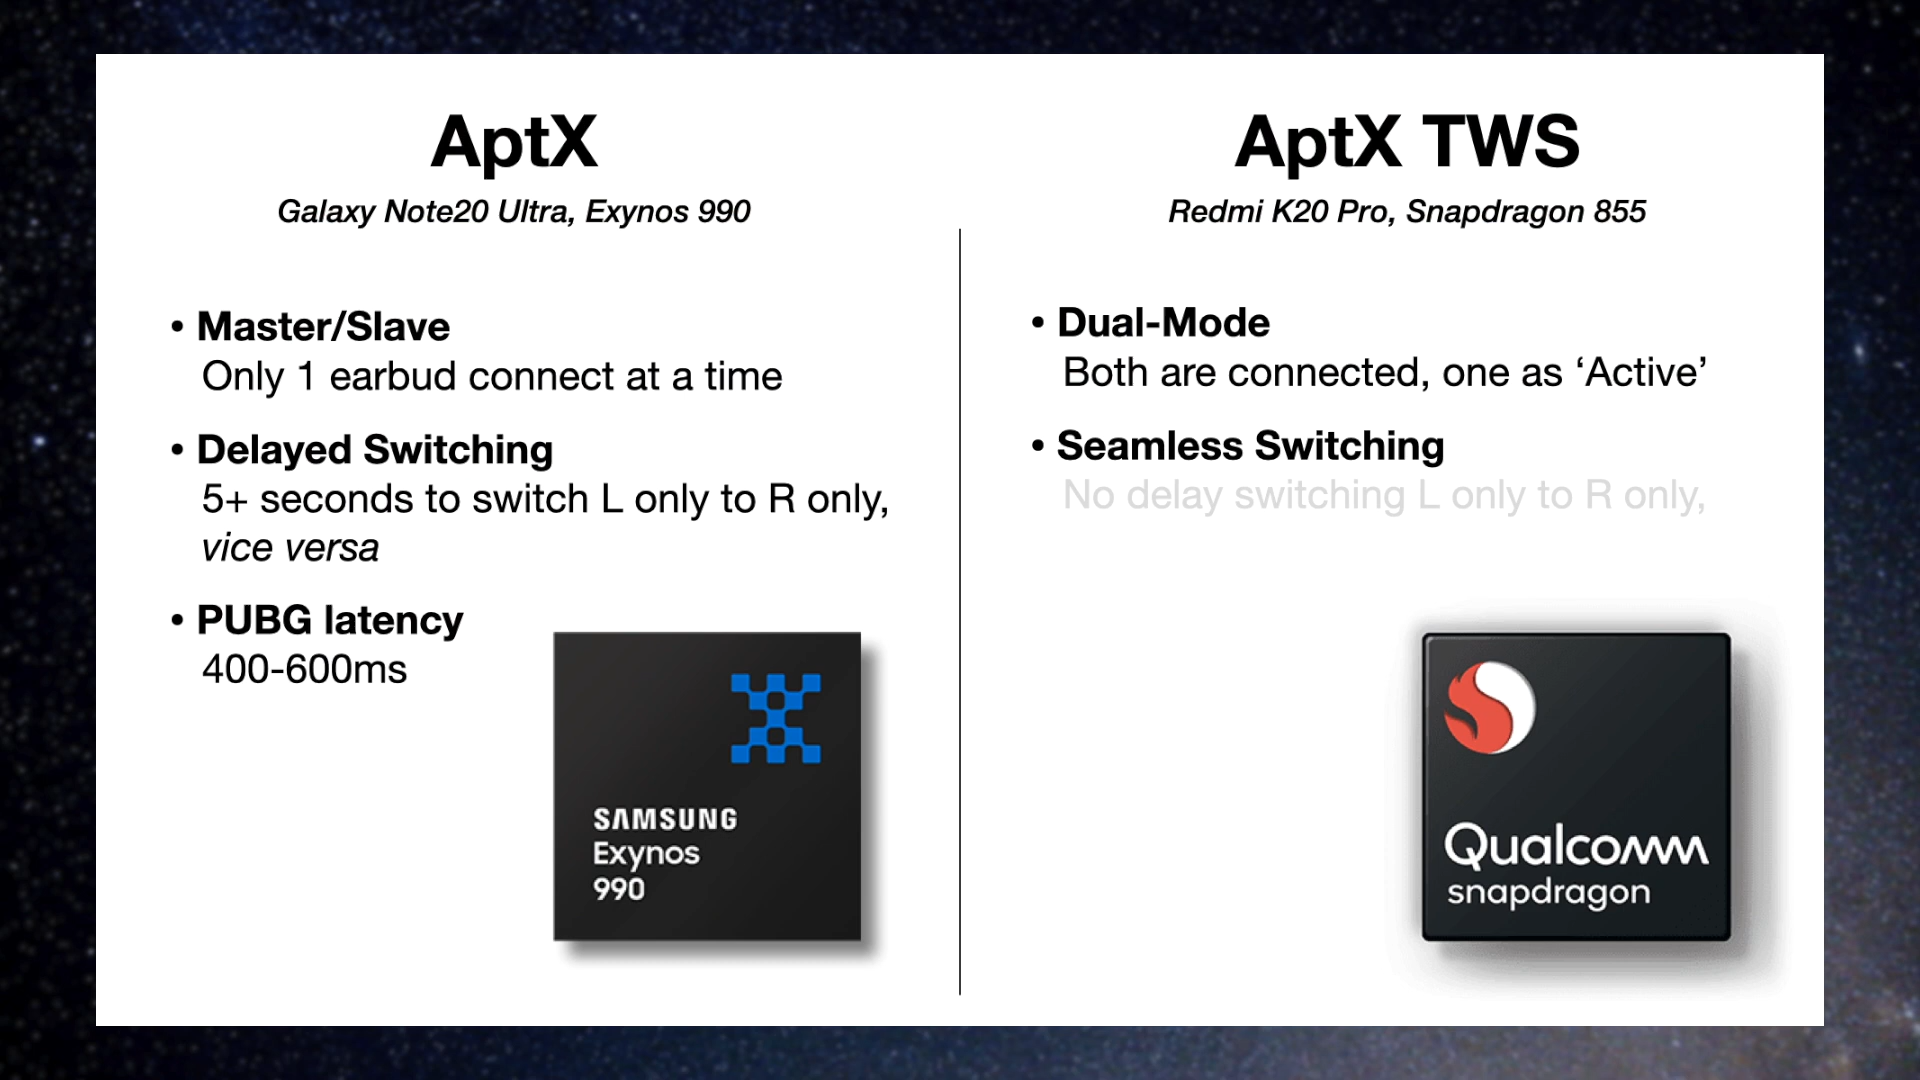 AptX
Galaxy Note20 Ultra, Exynos 990
• Master/Slave
Only 1 earbud connect at a time
• Delayed Switching
5+ seconds to switch L only to R only,
vice versa
• PUBG latency
400-600ms
SAMSUNG
Exynos
990
AptX TWS
Redmi K20 Pro, Snapdragon 855
• Dual-Mode
Both are connected, one as ‘Active’
• Seamless Switching
No delay switching L only to R only,
Qualcomm
snapdragon